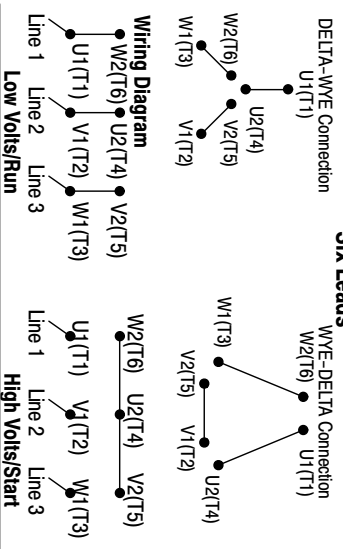 Six Leads
DELTA-WYE Connection
U1(T1)
U2(T4)
W2(T6)
V2(T5)
W1(T3)
V1(T2)
WYE-DELTA Connection
W2(T6)
U1(T1)
W1(T3)
U2(T4)
V2(T5)
V1(T2)
Wiring Diagram
W2(T6) U2(T4) V2(T5)
U1(T1) V1(T2) W1(T3)
Line 1 Line 2 Line 3
Low Volts/Run
W2(T6) U2(T4) V2(T5)
U1(T1) V1(T2) W1(T3)
Line 1 Line 2 Line 3
High Volts/Start